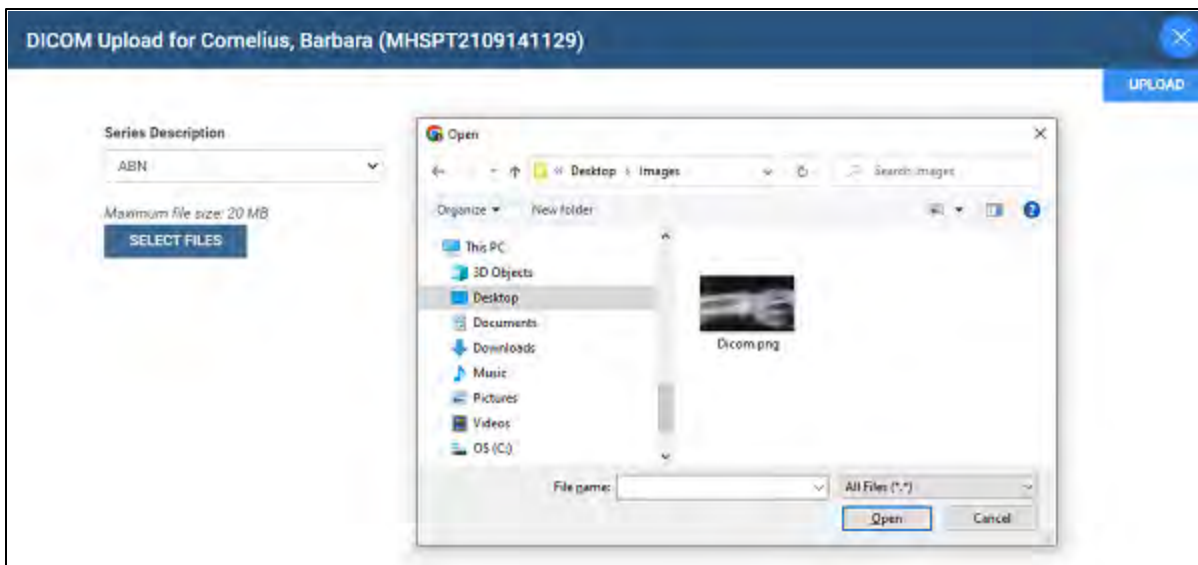 DICOM Upload for Cornelius, Barbara (MHSPT2109141129)
UPLOAD
Series Description
ABN
Maximum file size: 20 MB
SELECT FILES
Open
« Desktop › Images
Search Images
Organize
New folder
This PC
3D Objects
Desktop
Documents
Downloads
Music
Pictures
Videos
OS (C:)
Dicom.png
File name:
All Files (*.*)
Open
Cancel